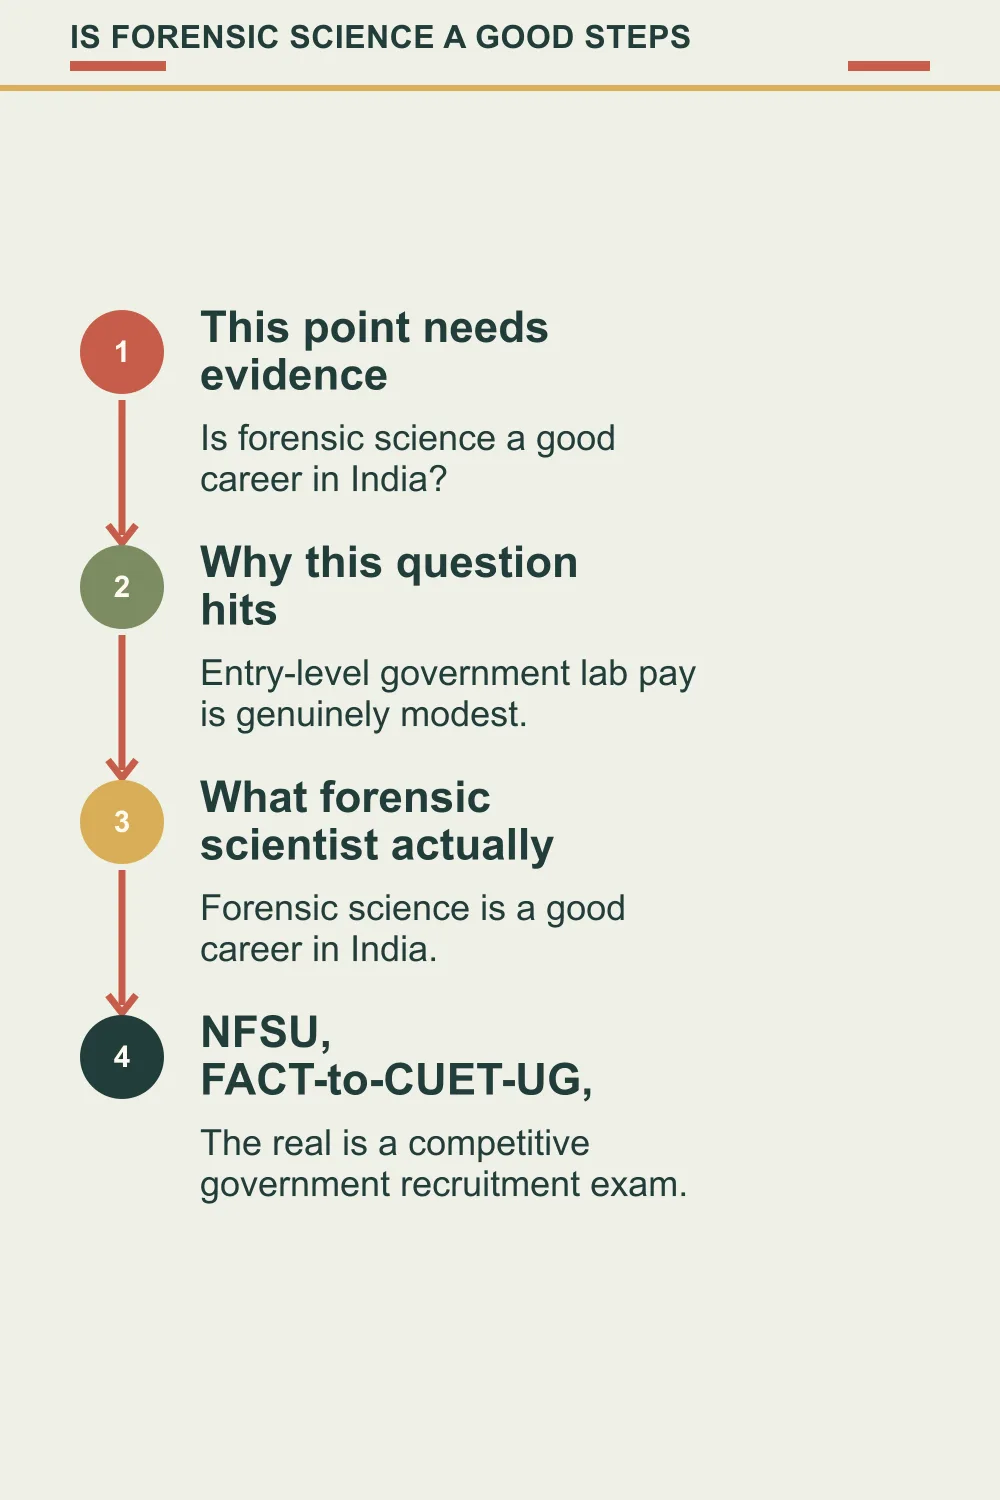 IS FORENSIC SCIENCE A GOOD STEPS
1
This point needs
evidence
Is forensic science a good
career in India?
2
Why this question
hits
Entry-level government lab pay
is genuinely modest.
3
What forensic
scientist actually
Forensic science is a good
career in India.
4
NFSU,
FACT-to-CUET-UG,
The real is a competitive
government recruitment exam.